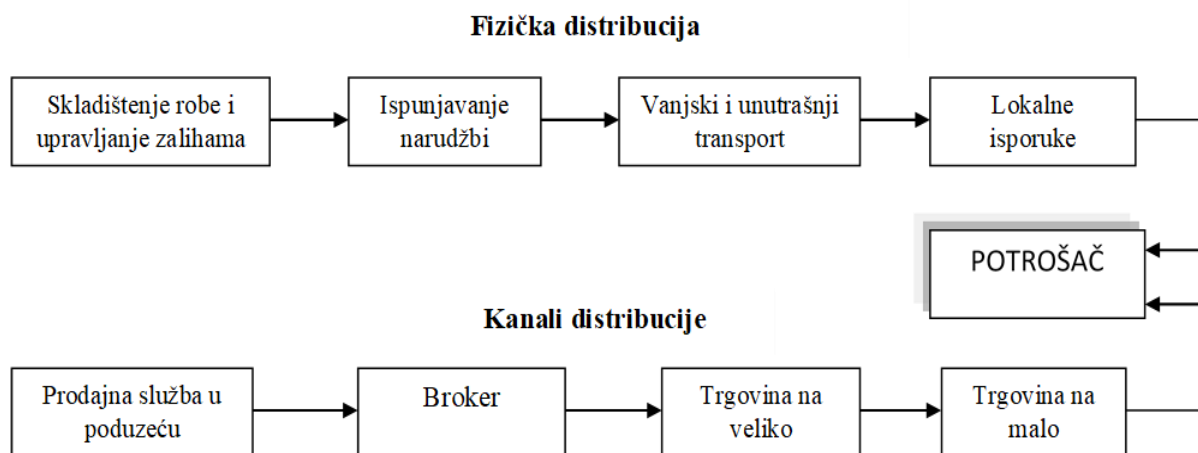 Fizička distribucija
Skladištenje robe i
upravljanje zalihama
Ispunjavanje
narudžbi
Vanjski i unutrašnji
transport
Lokalne
isporuke
POTROŠAČ
Kanali distribucije
Prodajna služba u
poduzeću
Broker
Trgovina na
veliko
Trgovina na
malo